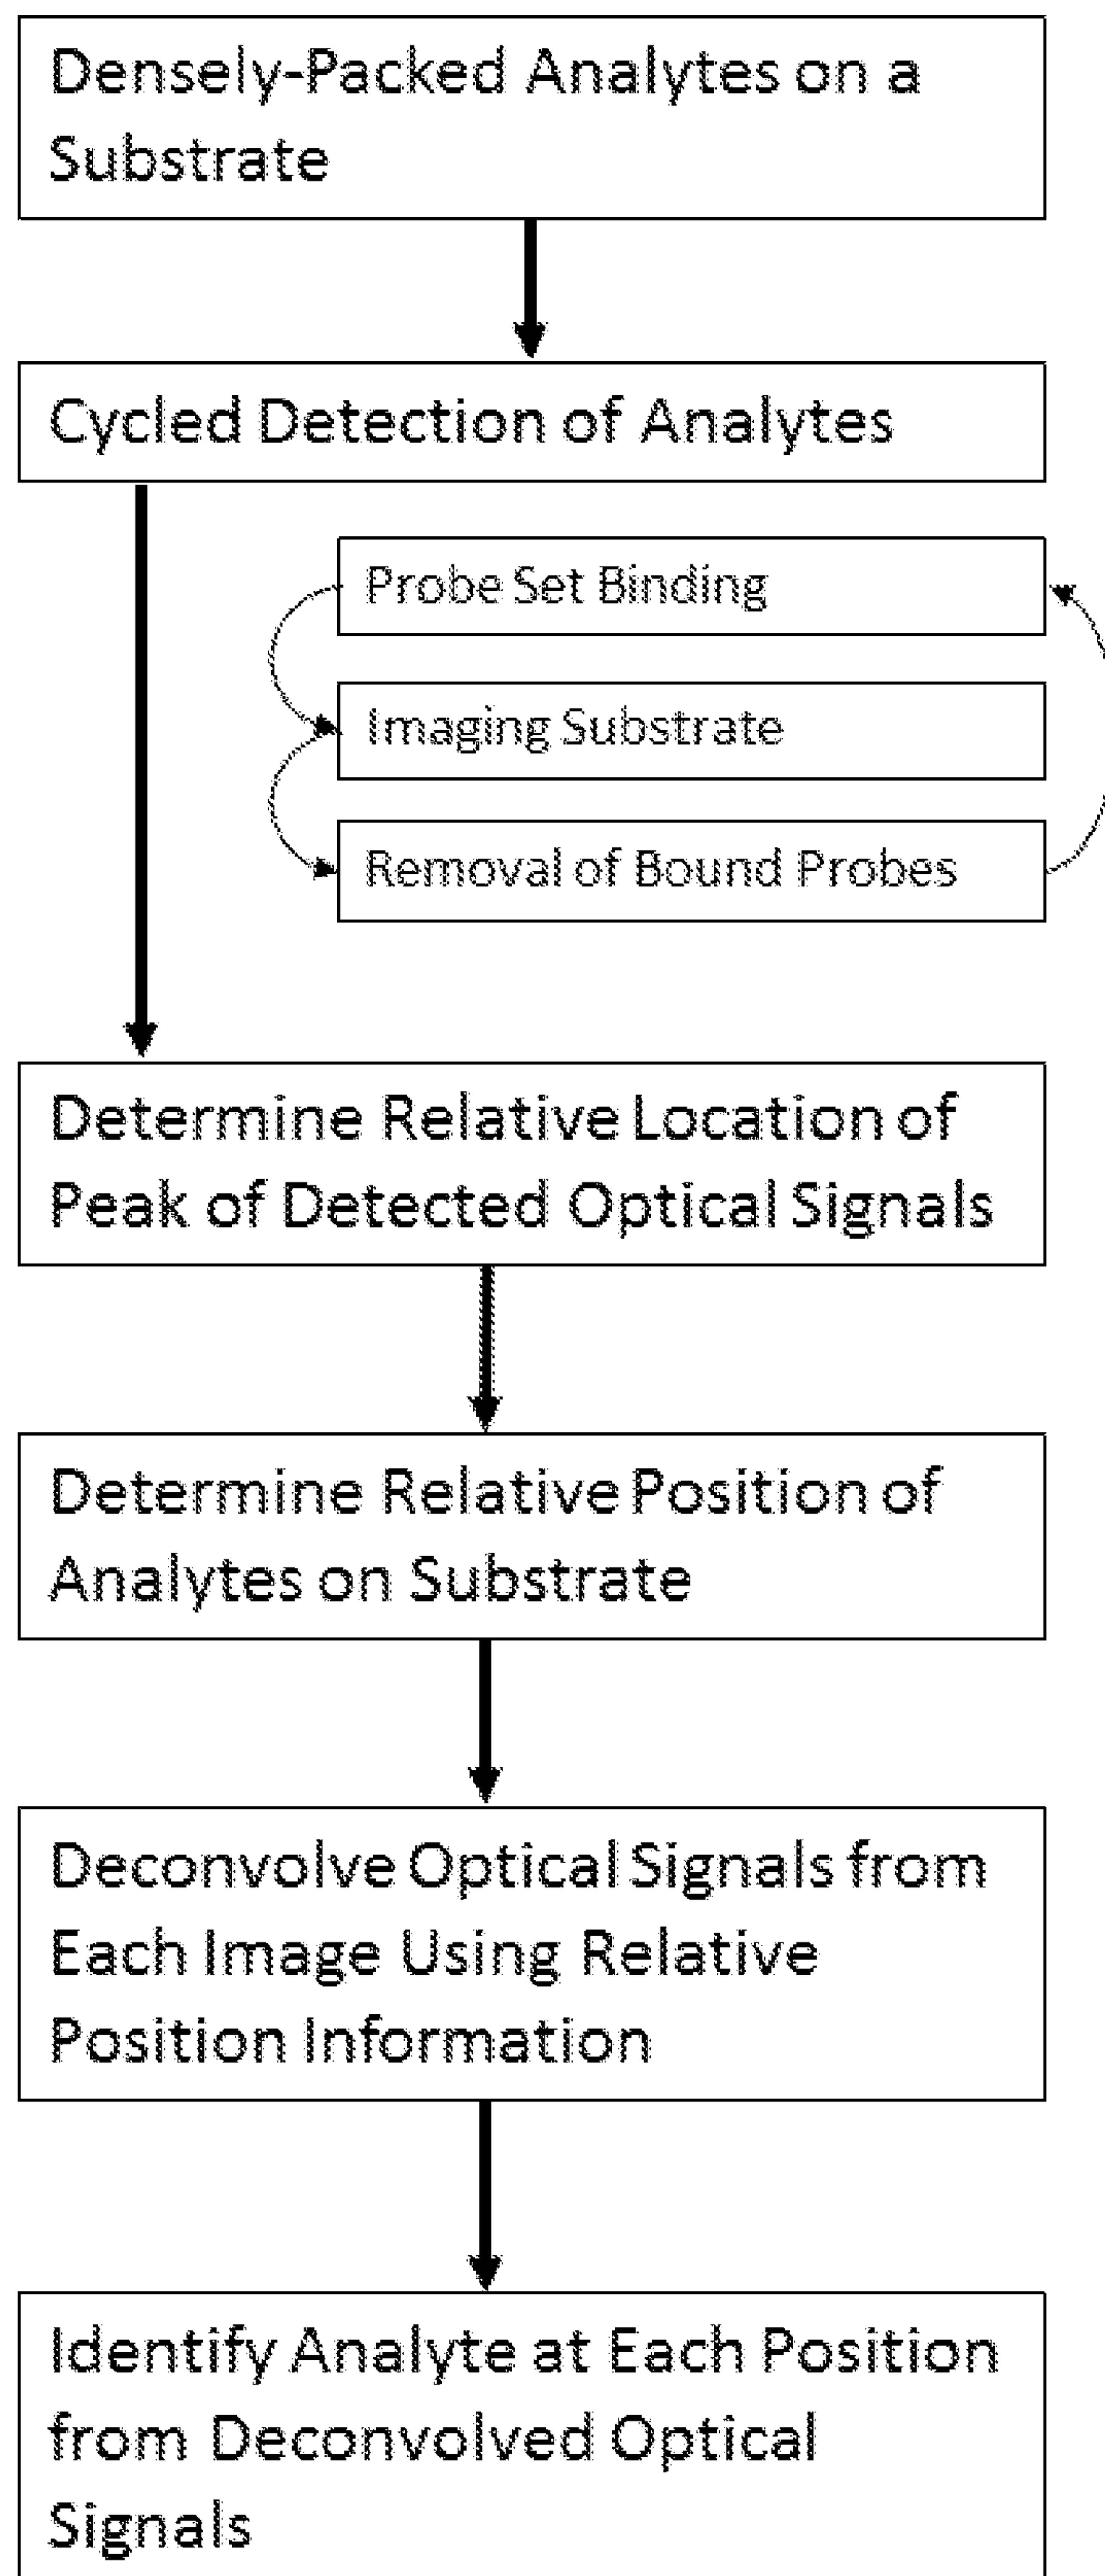 Densely-Packed Analytes on a
Substrate
Cycled Detection of Analytes
Probe Set Binding
Imaging Substrate
Removal of Bound Probes
Determine Relative Location of
Peak of Detected Optical Signals
Determine Relative Position of
Analytes on Substrate
Deconvolve Optical Signals from
Each Image Using Relative
Position Information
Identify Analyte at Each Position
from Deconvolved Optical
Signals